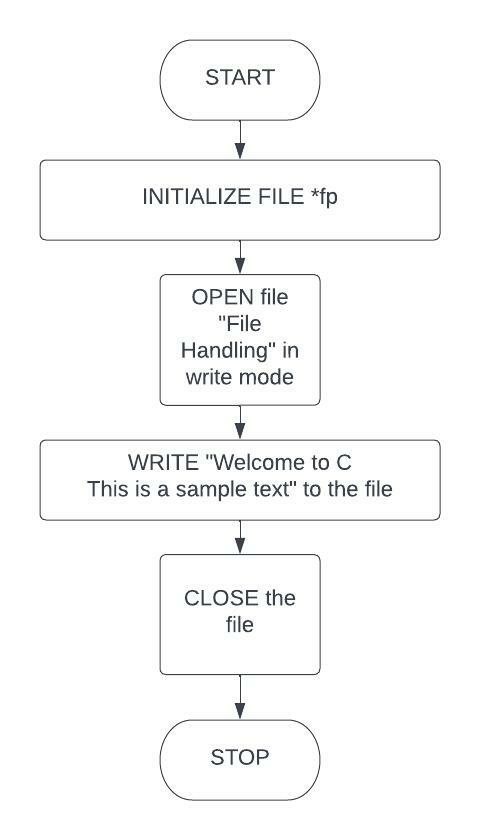 START
INITIALIZE FILE *fp
OPEN file
"File
Handling" in
write mode
WRITE "Welcome to C
This is a sample text" to the file
CLOSE the
file
STOP